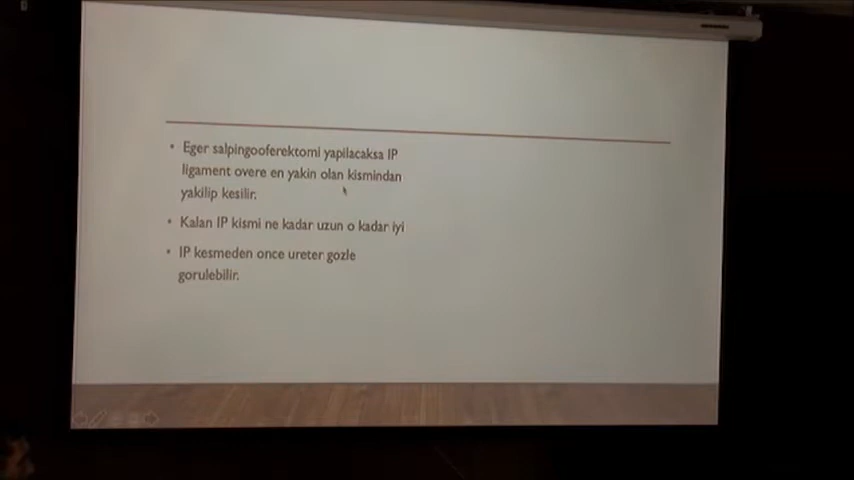 • Eger salpingooferektomi yapilacaksa IP
ligament overe en yakin olan kismindan
yakilip kesilir.
• Kalan IP kismi ne kadar uzun o kadar iyi
• IP kesmeden once ureter gozle
gorulebilir.